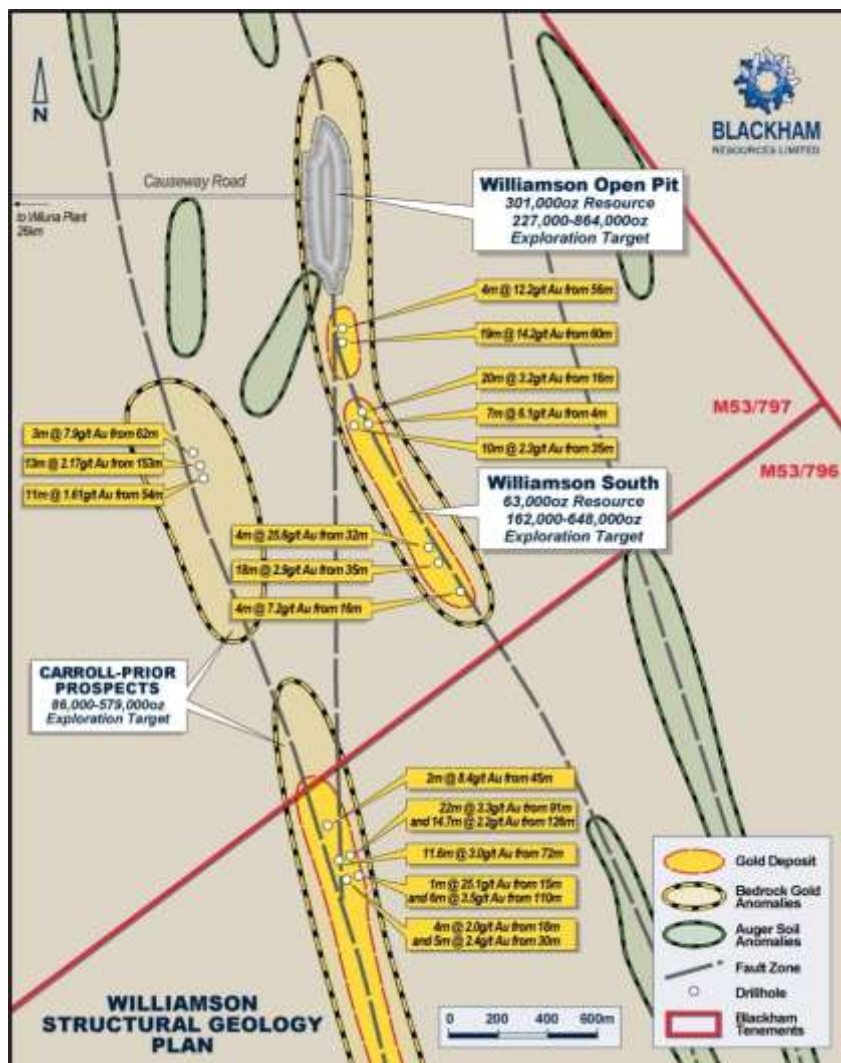 N
BLACKHAM
RESOURCES LIMITED
Causeway Road
to Wiluna Plant
26km
Williamson Open Pit
301,000oz Resource
227,000-864,000oz
Exploration Target
4m @ 12.2g/t Au from 56m
19m @ 14.2g/t Au from 60m
20m @ 3.2g/t Au from 16m
7m @ 6.1g/t Au from 4m
10m @ 2.3g/t Au from 35m
M53/797
M53/796
3m @ 7.9g/t Au from 62m
13m @ 2.17g/t Au from 153m
11m @ 1.61g/t Au from 54m
Williamson South
63,000oz Resource
162,000-648,000oz
Exploration Target
4m @ 25.6g/t Au from 32m
18m @ 2.9g/t Au from 35m
4m @ 7.2g/t Au from 16m
CARROLL-PRIOR
PROSPECTS
86,000-579,000oz
Exploration Target
2m @ 8.4g/t Au from 45m
22m @ 3.3g/t Au from 91m
and 14.7m @ 2.2g/t Au from 126m
11.6m @ 3.0g/t Au from 72m
1m @ 25.1g/t Au from 15m
and 6m @ 3.5g/t Au from 110m
4m @ 2.0g/t Au from 18m
and 5m @ 2.4g/t Au from 30m
Gold Deposit
Bedrock Gold
Anomalies
Auger Soil
Anomalies
Fault Zone
Drillhole
Blackham
Tenements
WILLIAMSON
STRUCTURAL GEOLOGY
PLAN
0 200 400 600m